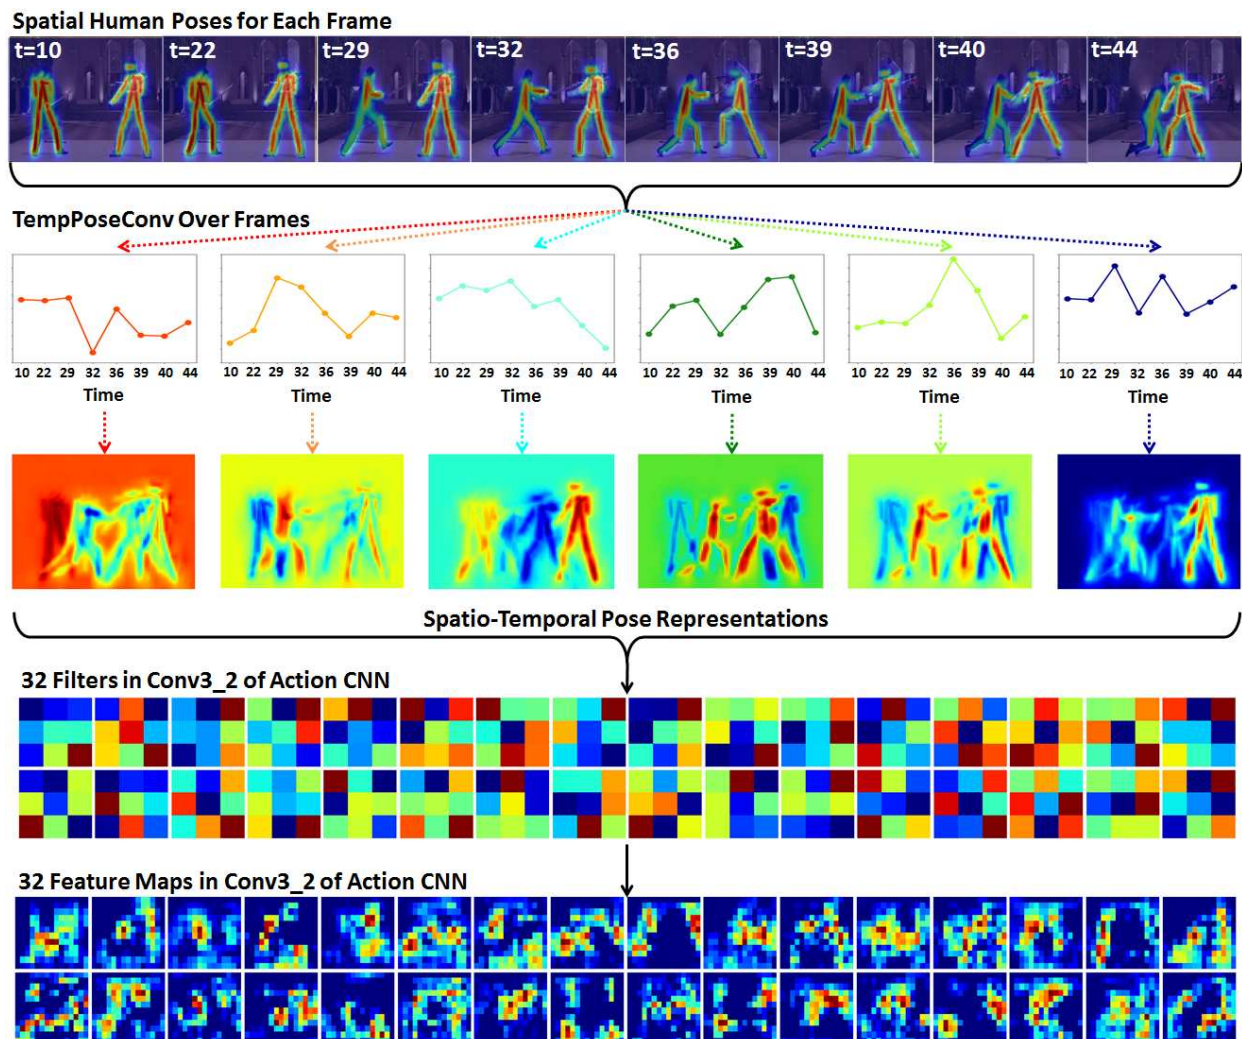 Spatial Human Poses for Each Frame
t=10 t=22 t=29 t=32 t=36 t=39 t=40 t=44
TempPoseConv Over Frames
10 22 29 32 36 39 40 44
10 22 29 32 36 39 40 44
10 22 29 32 36 39 40 44
10 22 29 32 36 39 40 44
10 22 29 32 36 39 40 44
10 22 29 32 36 39 40 44
Time Time Time Time Time Time
Spatio-Temporal Pose Representations
32 Filters in Conv3_2 of Action CNN
32 Feature Maps in Conv3_2 of Action CNN